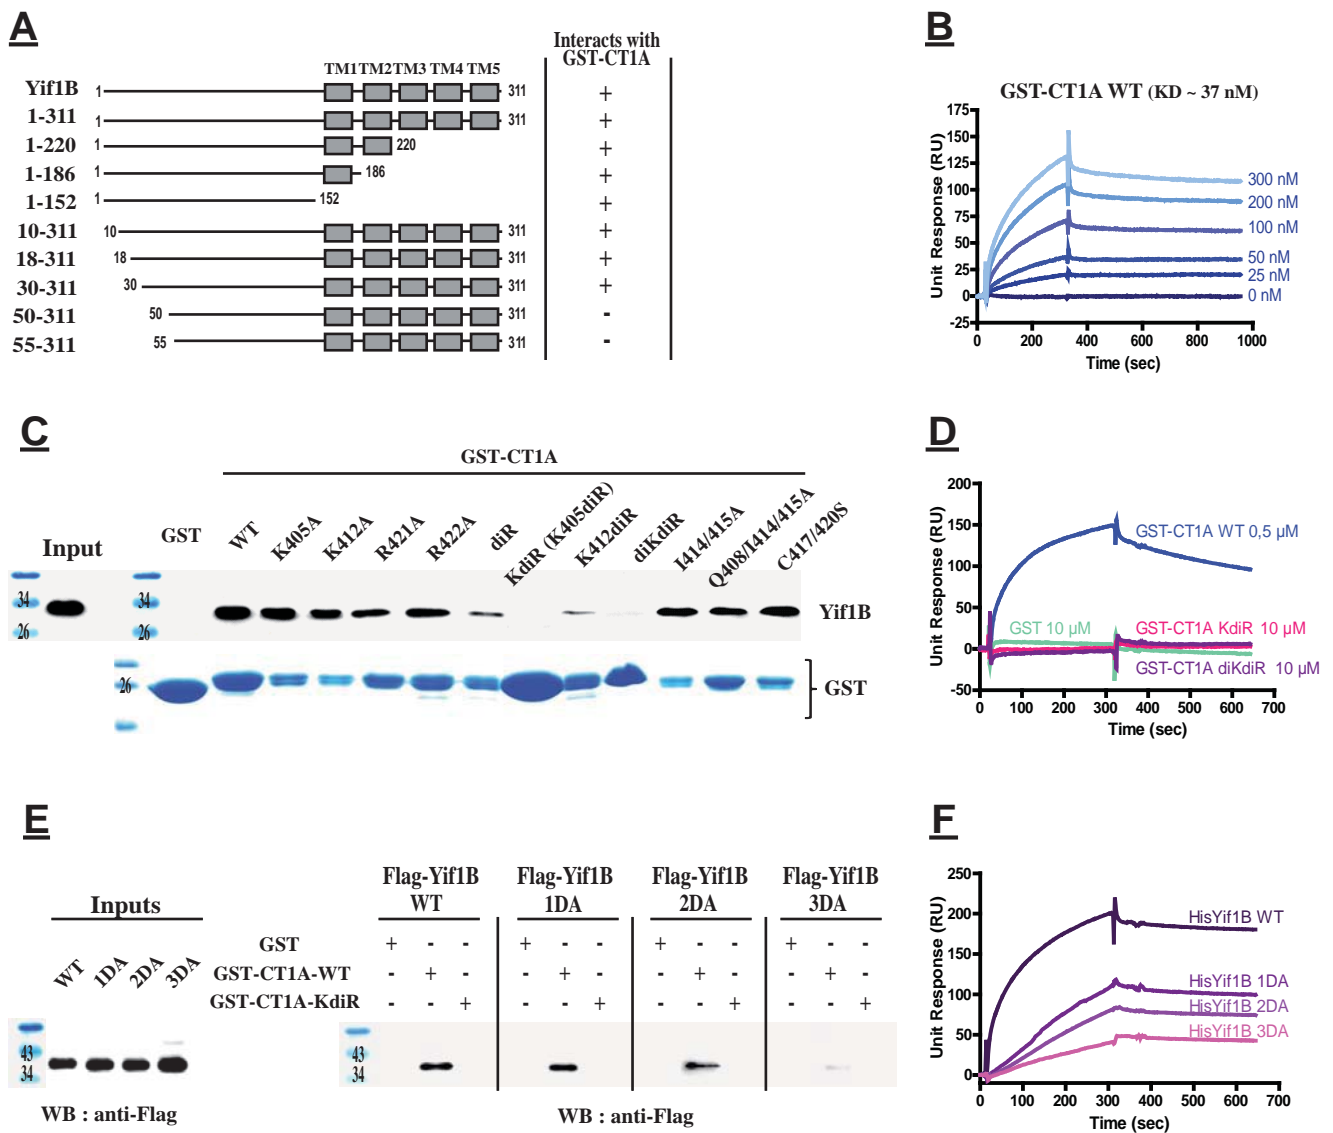 A
Interacts with
GST-CT1A
TM1 TM2 TM3 TM4 TM5
Yif1B 1 311 +
1-311 1 311 +
1-220 1 220 +
1-186 1 186 +
1-152 1 152 +
10-311 10 311 +
18-311 18 311 +
30-311 30 311 +
50-311 50 311 -
55-311 55 311 -
B
GST-CT1A WT (KD ~ 37 nM)
Unit Response (RU)
175
150
125
100
75
50
25
0
-25
300 nM
200 nM
100 nM
50 nM
25 nM
0 nM
0 200 400 600 800 1000
Time (sec)
C
GST-CT1A
Input GST WT K405A K412A R421A R422A diR KdiR (K405diR) K412diR diKdiR I414/415A Q408/I414/415A C417/420S
34 34
26 26
Yif1B
26
GST
D
Unit Response (RU)
200
150
100
50
0
-50
GST-CT1A WT 0,5 µM
GST 10 µM
GST-CT1A KdiR 10 µM
GST-CT1A diKdiR 10 µM
0 100 200 300 400 500 600 700
Time (sec)
E
Inputs
WT 1DA 2DA 3DA
43
34
WB : anti-Flag
Flag-Yif1B WT
Flag-Yif1B 1DA
Flag-Yif1B 2DA
Flag-Yif1B 3DA
GST + - - + - - + - - + - -
GST-CT1A-WT - + - - + - - + - - + -
GST-CT1A-KdiR - - + - - + - - + - - +
43
34
WB : anti-Flag
F
Unit Response (RU)
250
200
150
100
50
0
HisYif1B WT
HisYif1B 1DA
HisYif1B 2DA
HisYif1B 3DA
0 100 200 300 400 500 600 700
Time (sec)